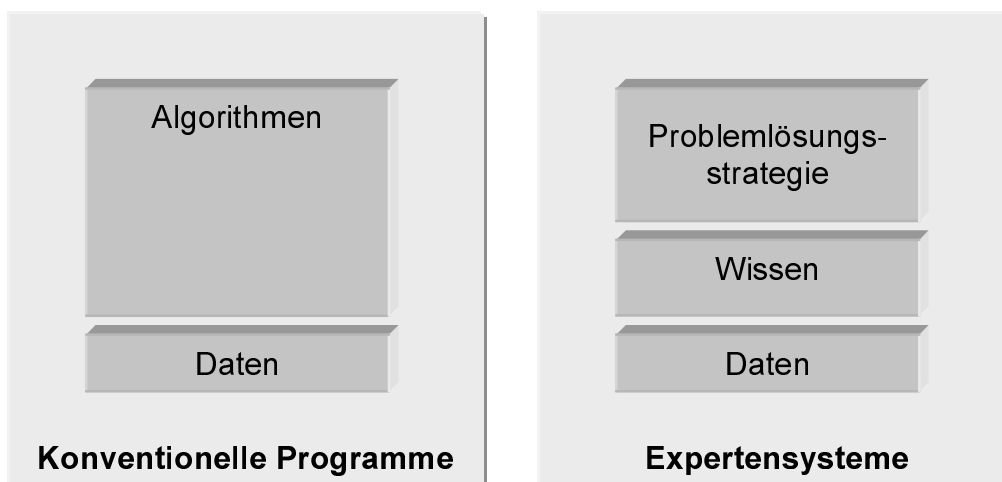 Algorithmen
Daten
Konventionelle Programme
Problemlösungs-
strategie
Wissen
Daten
Expertensysteme